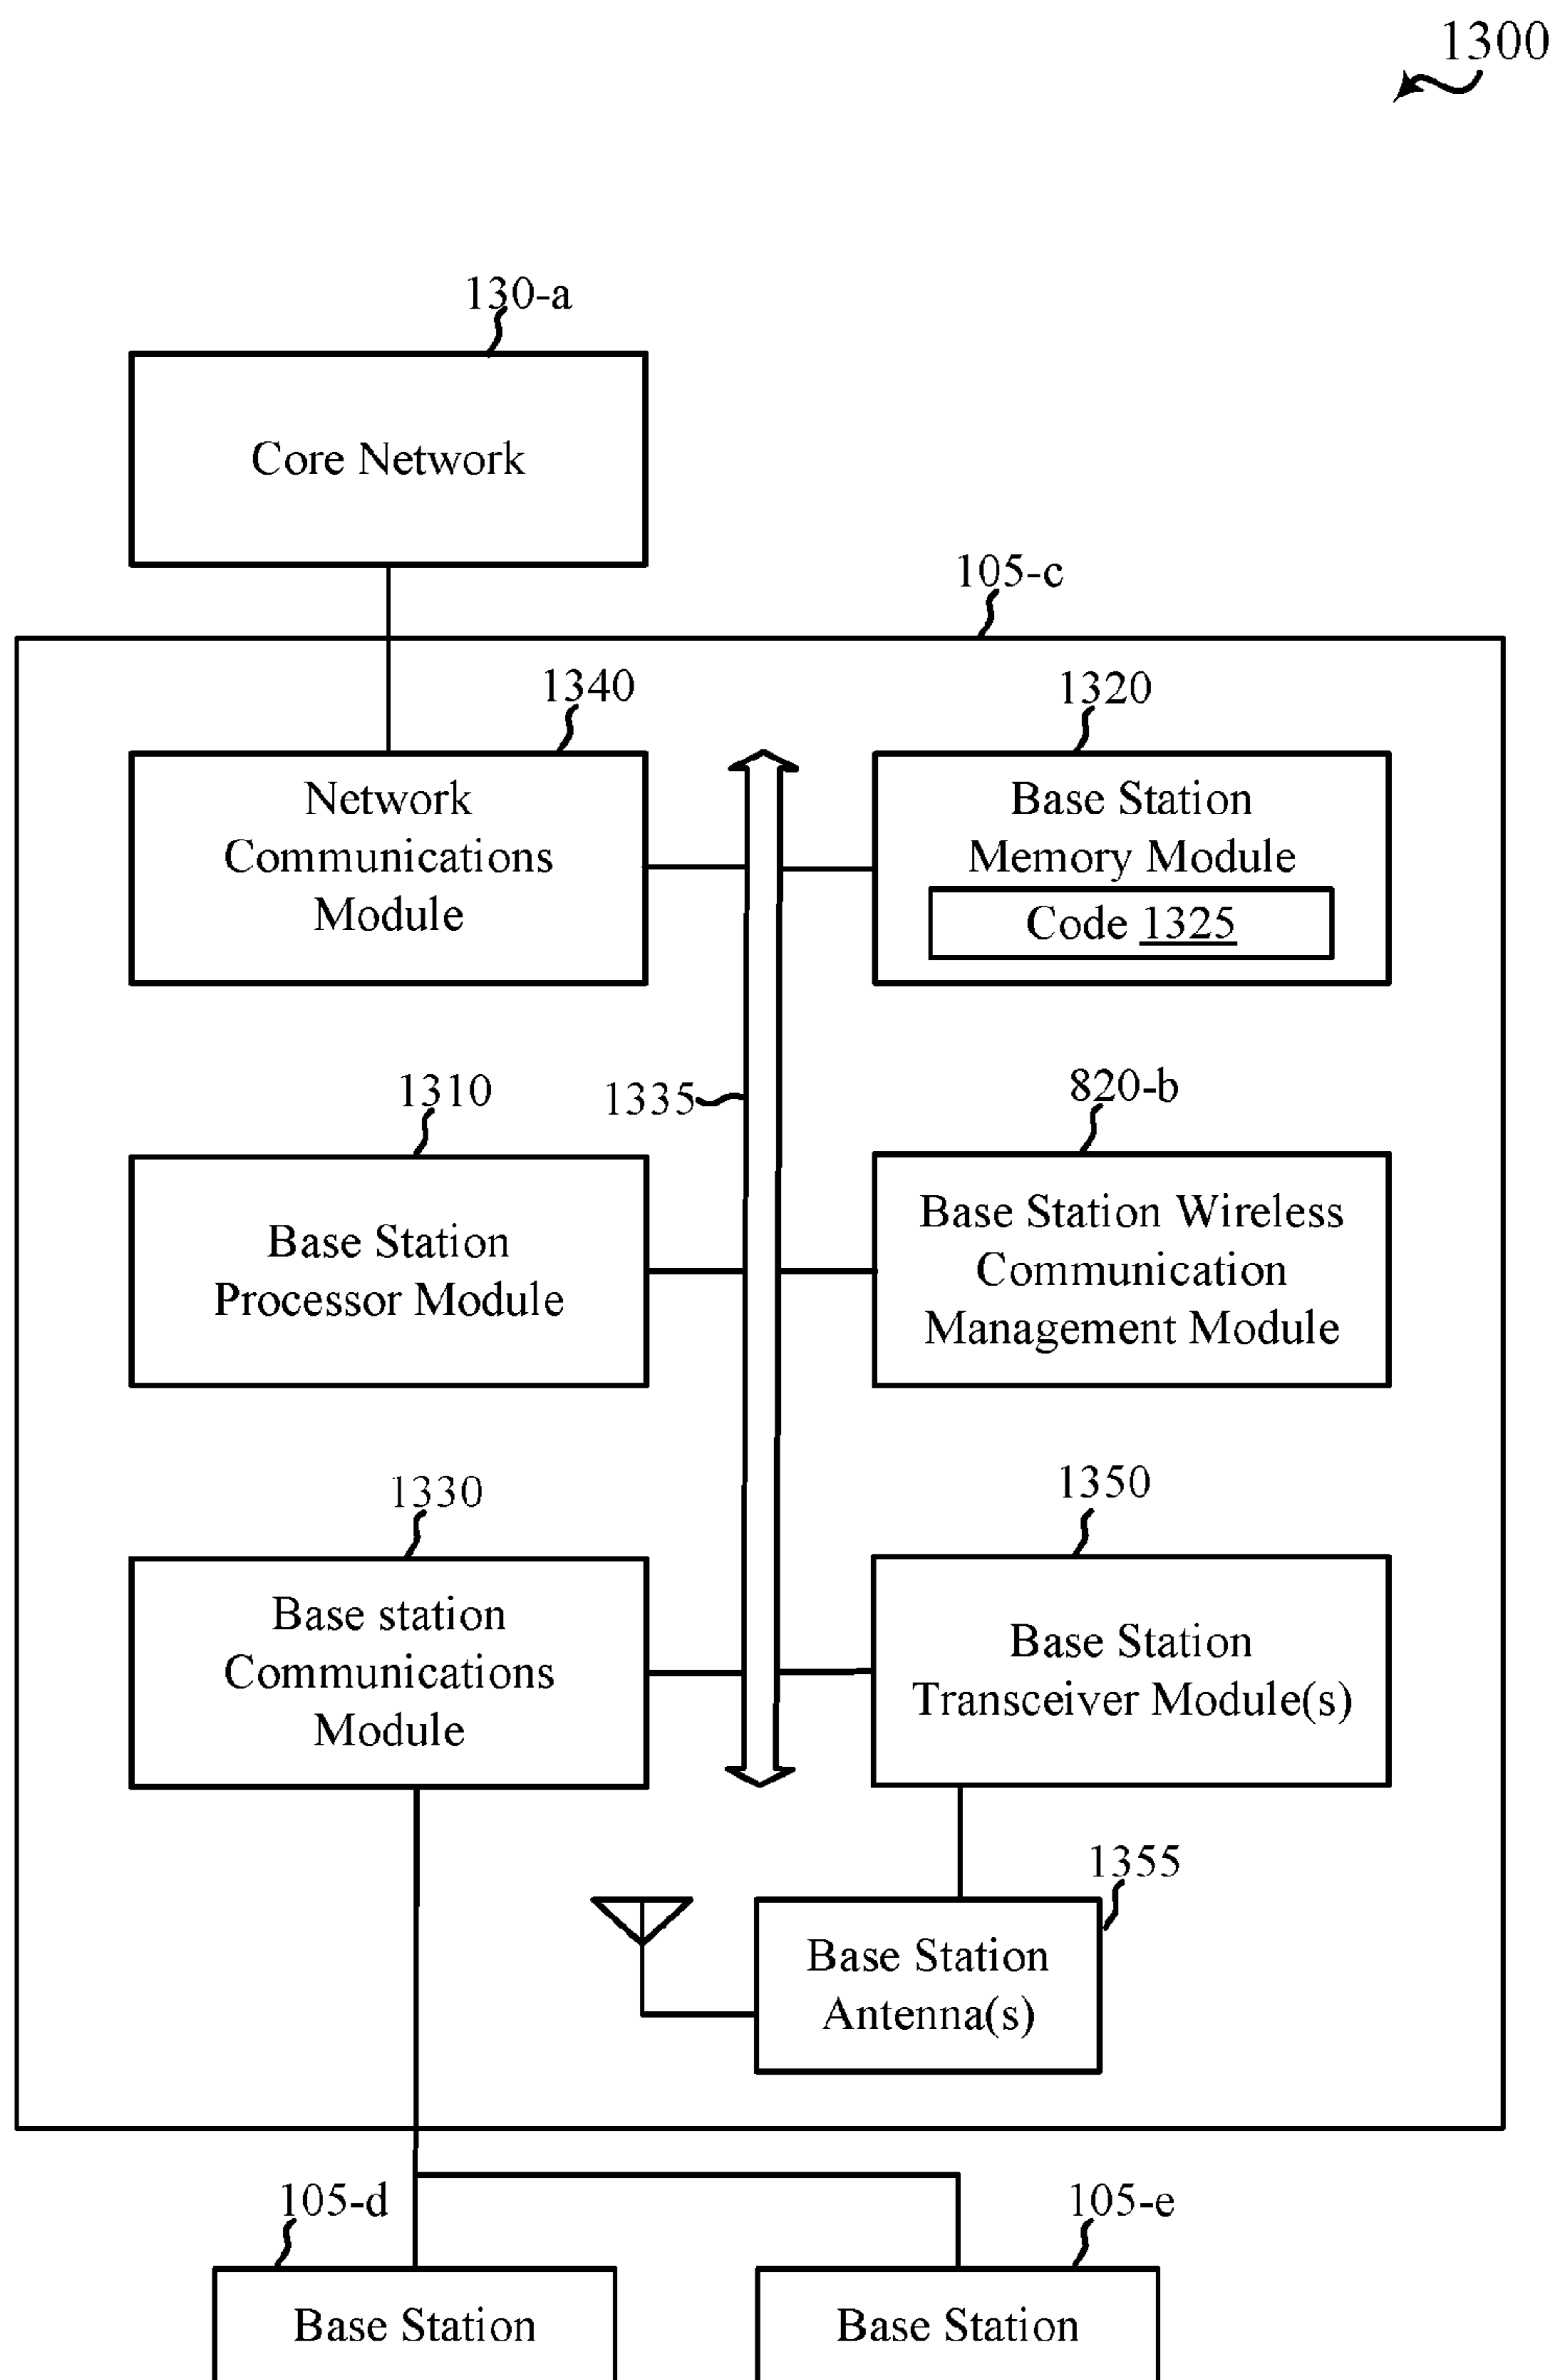 1300
130-a
Core Network
105-c
1340
1320
Network
Communications
Module
Base Station
Memory Module
Code 1325
1310
1335
820-b
Base Station
Processor Module
Base Station Wireless
Communication
Management Module
1330
1350
Base station
Communications
Module
Base Station
Transceiver Module(s)
1355
Base Station
Antenna(s)
105-d
105-e
Base Station
Base Station